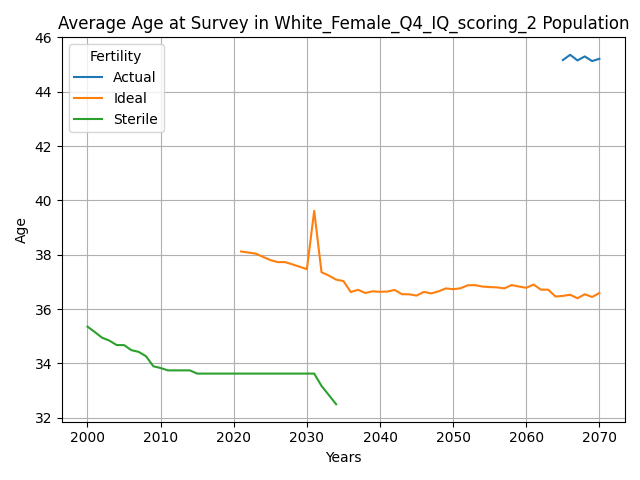 Average Age at Survey in White_Female_Q4_IQ_scoring_2 Population
Fertility
Actual
Ideal
Sterile
Age
46
44
42
40
38
36
34
32
2000 2010 2020 2030 2040 2050 2060 2070
Years